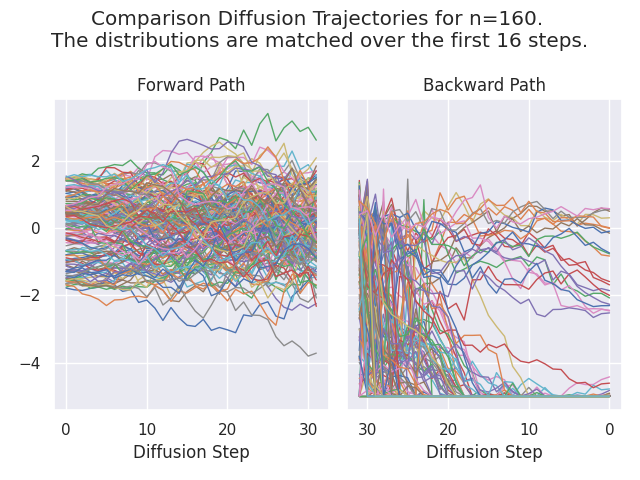 Comparison Diffusion Trajectories for n=160.
The distributions are matched over the first 16 steps.
Forward Path
Backward Path
2
0
−2
−4
0 10 20 30
30 20 10 0
Diffusion Step
Diffusion Step